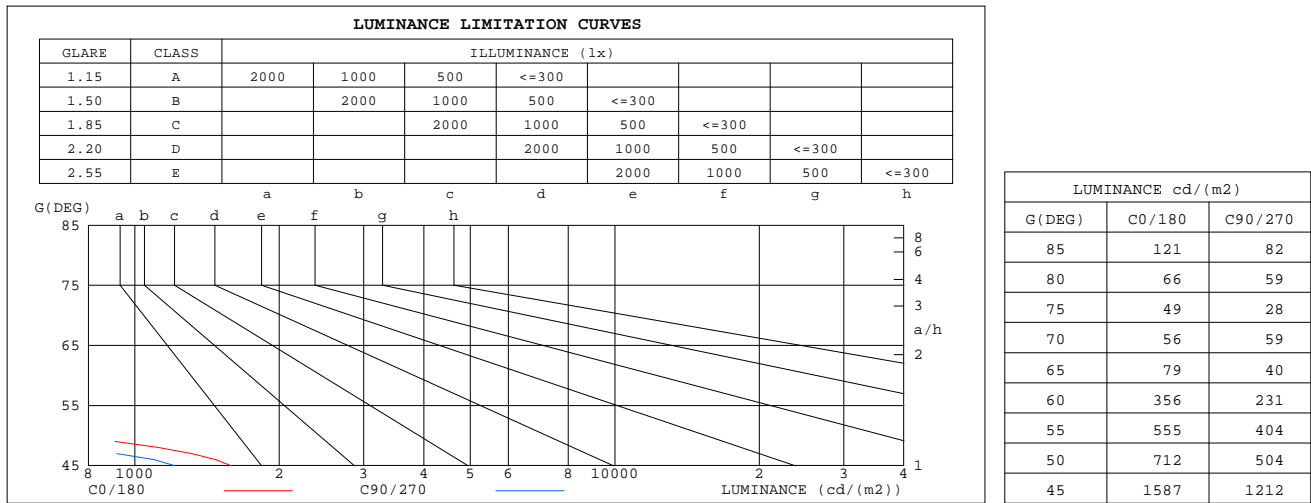 LUMINANCE LIMITATION CURVES
GLARE CLASS ILLUMINANCE (lx)
1.15 A 2000 1000 500 <=300
1.50 B 2000 1000 500 <=300
1.85 C 2000 1000 500 <=300
2.20 D 2000 1000 500 <=300
2.55 E 2000 1000 500 <=300
a b c d e f g h
G(DEG)
a b c d e f g h
85
8
6
75
4
3
a/h
65
2
55
45
1
8 1000 2 3 4 5 6 8 10000 2 3 4
C0/180 C90/270 LUMINANCE (cd/(m2))
LUMINANCE cd/(m2)
G(DEG) C0/180 C90/270
85 121 82
80 66 59
75 49 28
70 56 59
65 79 40
60 356 231
55 555 404
50 712 504
45 1587 1212